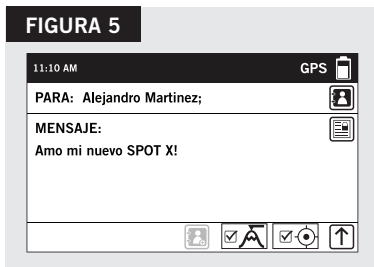 FIGURA 5
11:10 AM GPS
PARA: Alejandro Martinez;
MENSAJE:
Amo mi nuevo SPOT X!